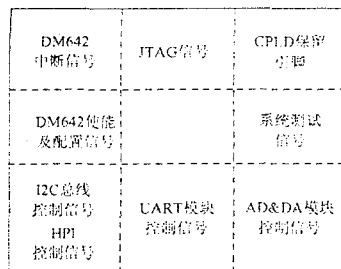 DM642
中断信号
JTAG信号
CPLD保留
引脚
DM642使能
及配置信号
系统测试
信号
I2C总线
控制信号
HPI
控制信号
UART模块
控制信号
AD&DA模块
控制信号